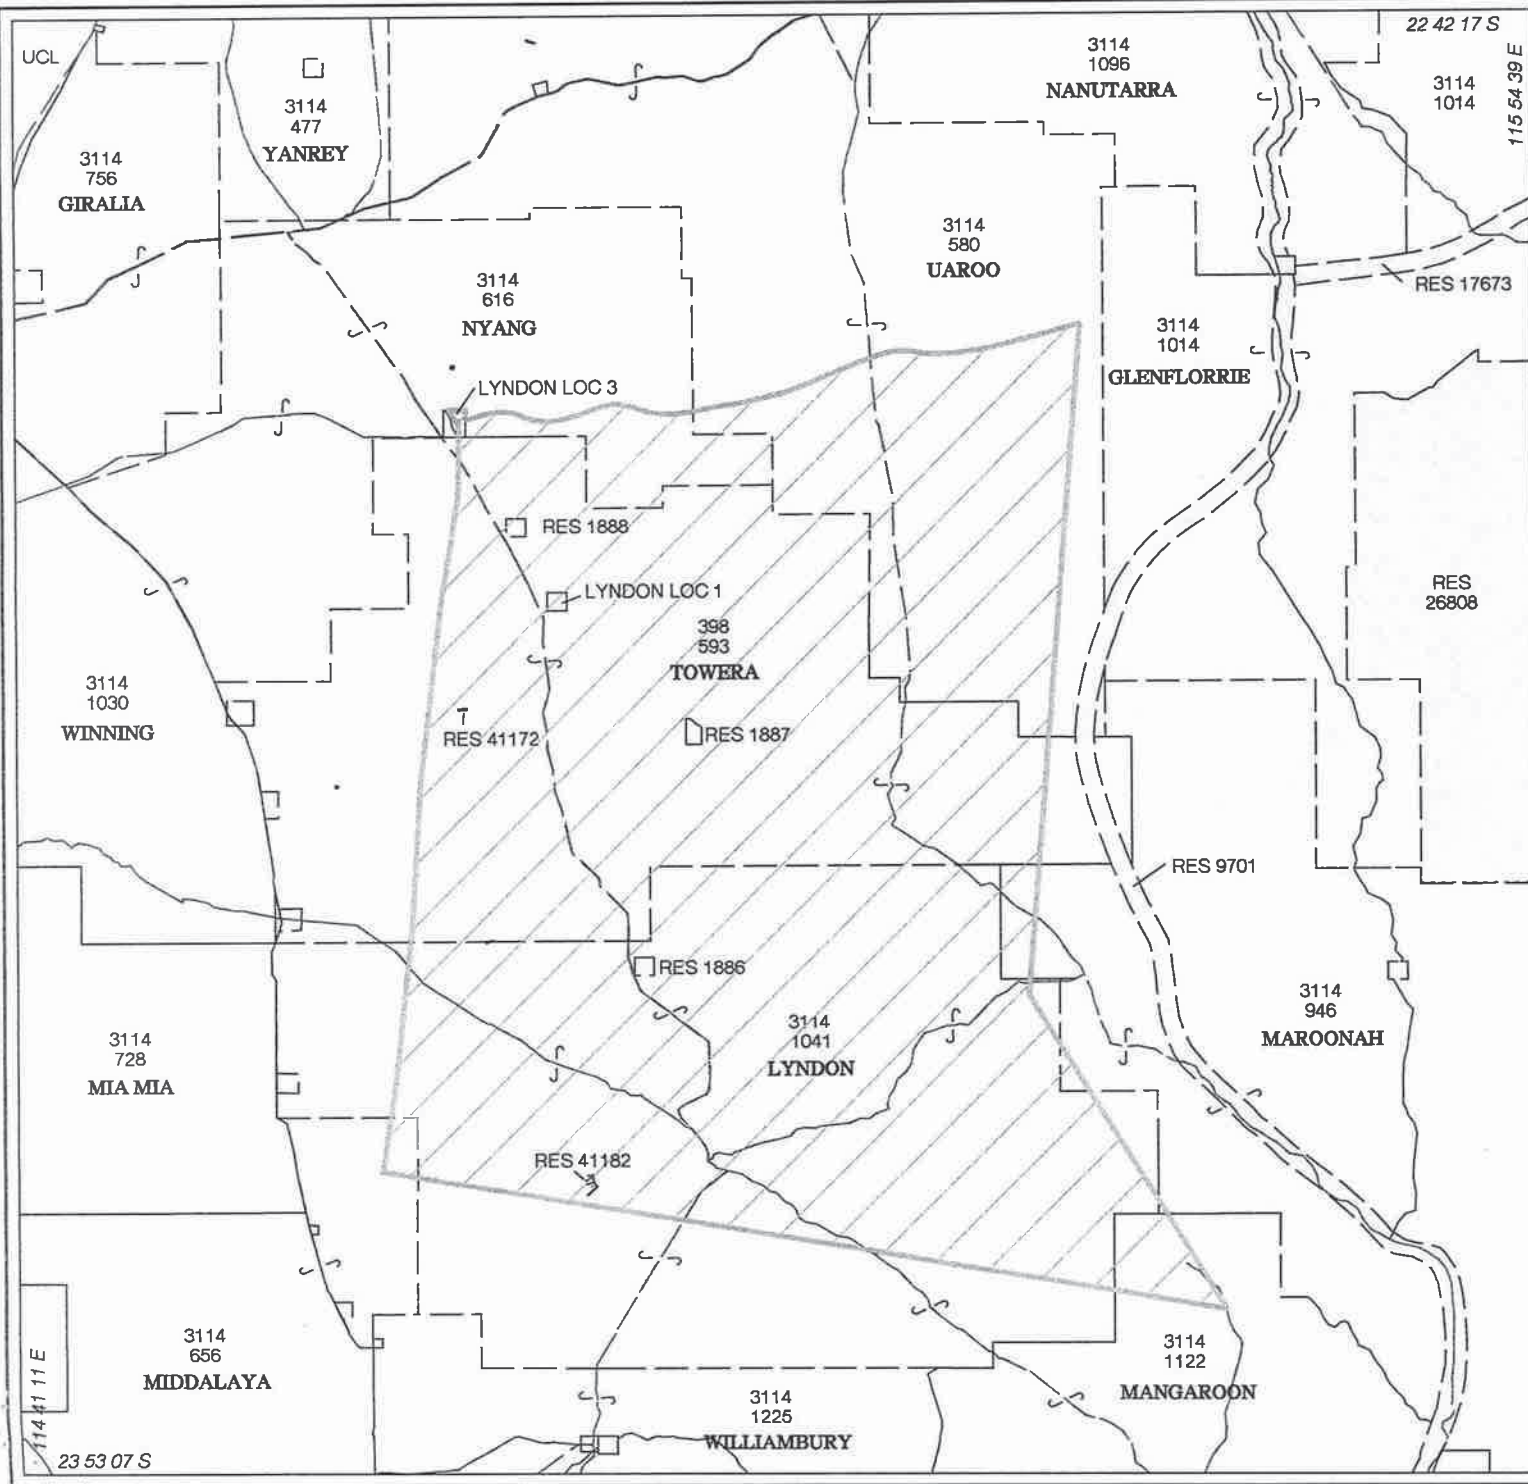 UCL
22 42 17 S
115 54 39 E
3114
1096
NANUTARRA
3114
1014
3114
477
YANREY
3114
756
GIRALIA
3114
580
UAROO
3114
616
NYANG
RES 17673
3114
1014
GLENFLORRIE
LYNDON LOC 3
RES 1888
LYNDON LOC 1
RES
26808
398
593
TOWERA
3114
1030
WINNING
RES 41172
RES 1887
RES 9701
RES 1886
3114
946
MAROONAH
3114
1041
LYNDON
3114
728
MIA MIA
RES 41182
3114
656
MIDDALAYA
3114
1122
MANGAROON
3114
1225
WILLIAMBURY
114 41 11 E
23 53 07 S